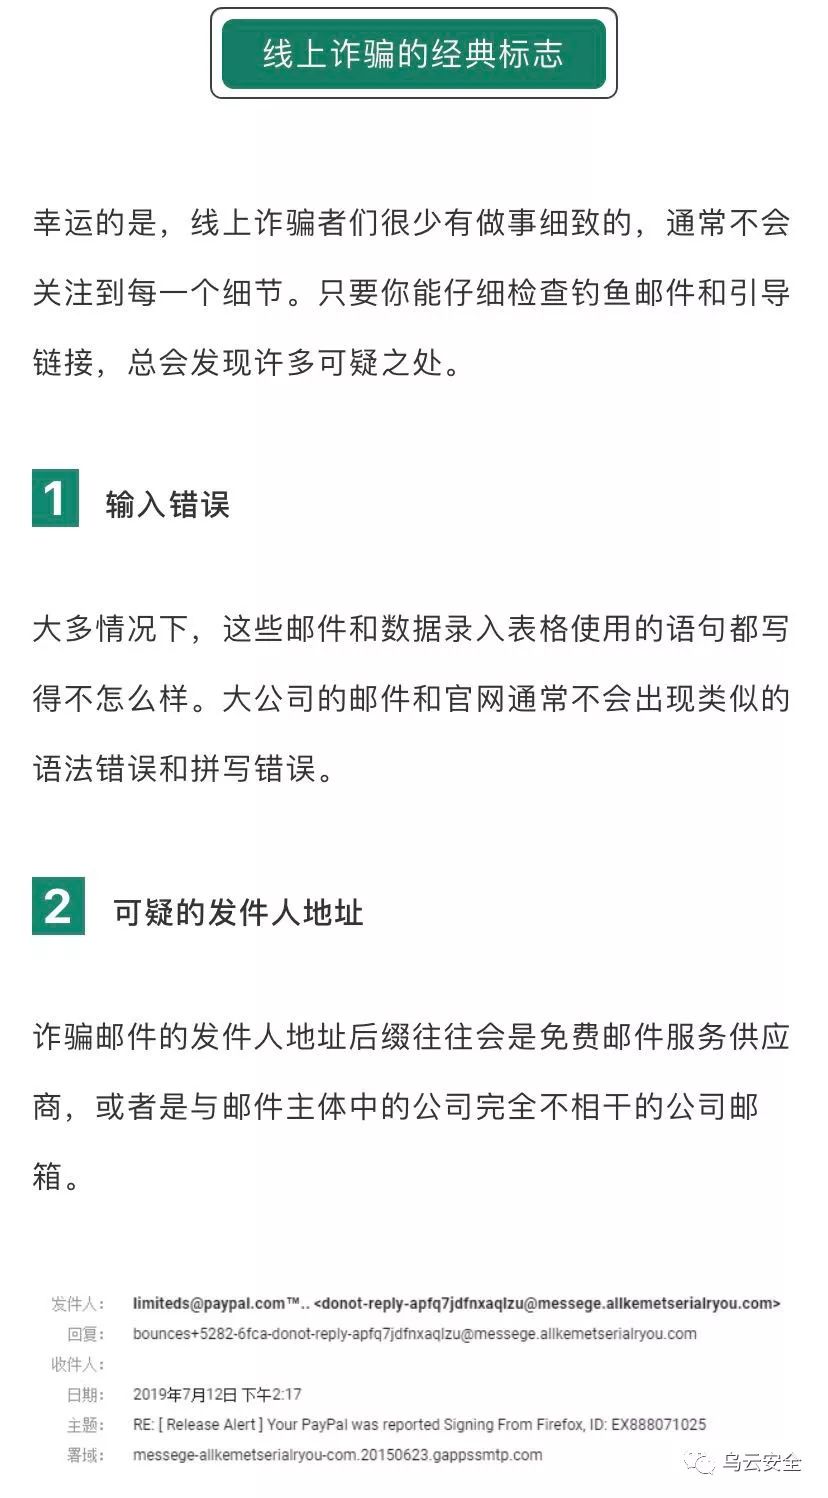 线上诈骗的经典标志
幸运的是，线上诈骗者们很少有做事细致的，通常不会
关注到每一个细节。只要你能仔细检查钓鱼邮件和引导
链接，总会发现许多可疑之处。
1 输入错误
大多情况下，这些邮件和数据录入表格使用的语句都写
得不怎么样。大公司的邮件和官网通常不会出现类似的
语法错误和拼写错误。
2 可疑的发件人地址
诈骗邮件的发件人地址后缀往往会是免费邮件服务供应
商，或者是与邮件主体中的公司完全不相干的公司邮
箱。
发件人： limiteds@paypal.com™.. <donot-reply-apfq7jdfnxaqlzu@messege.allkemetserialryou.com>
回复： bounces+5282-6fca-donot-reply-apfq7jdfnxaqlzu@messege.allkemetserialryou.com
收件人：
日期： 2019年7月12日 下午2:17
主题： RE: [ Release Alert ] Your PayPal was reported Signing From Firefox, ID: EX888071025
署域： messege-allkemetserialryou-com.20150623.gappssmtp.com
乌云安全